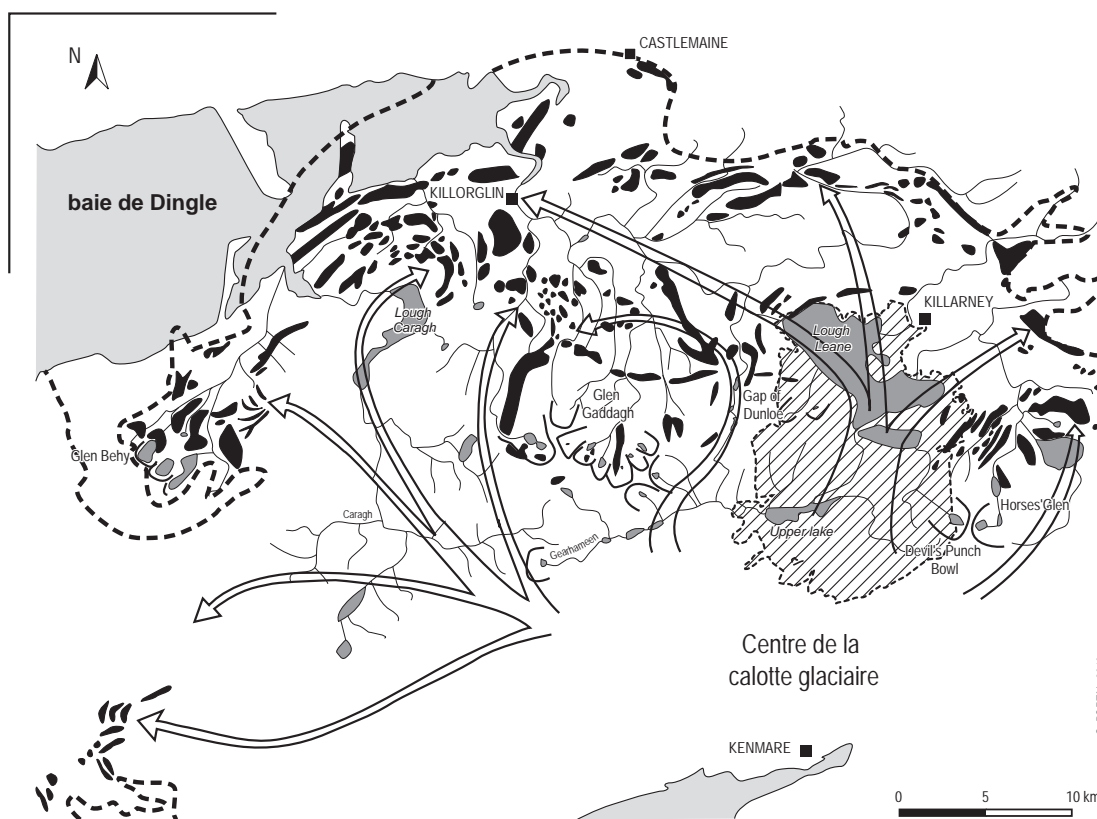 N
CASTLEMAINE
baie de Dingle
KILLORGLIN
Lough
Caragh
Lough
Leane
KILLARNEY
Glen
Gaddagh
Gap of
Dunloe
Glen Behy
Caragh
Gearhameen
Upper lake
Horses'Glen
Devil's Punch
Bowl
Centre de la
calotte glaciaire
KENMARE
0 5 10 km